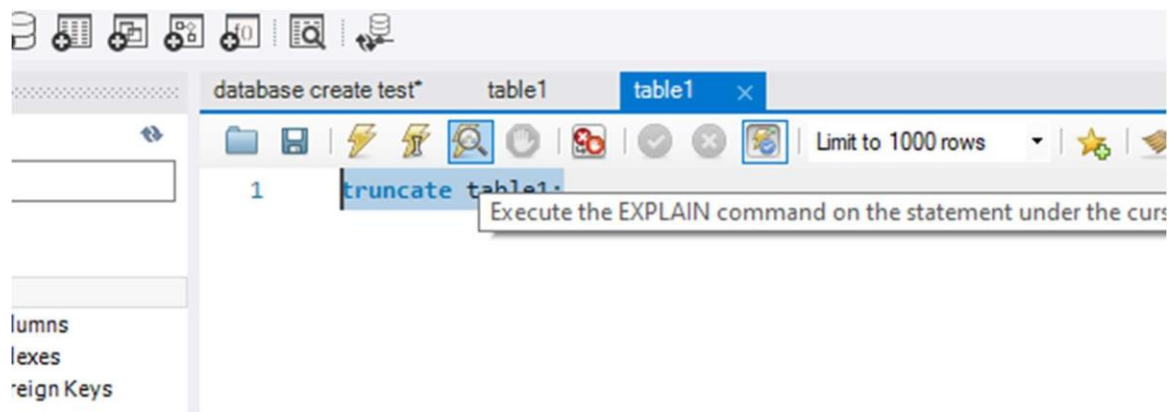 database create test* table1 table1
Limit to 1000 rows
1 truncate table1;
Execute the EXPLAIN command on the statement under the curs
lumns
lexes
reign Keys